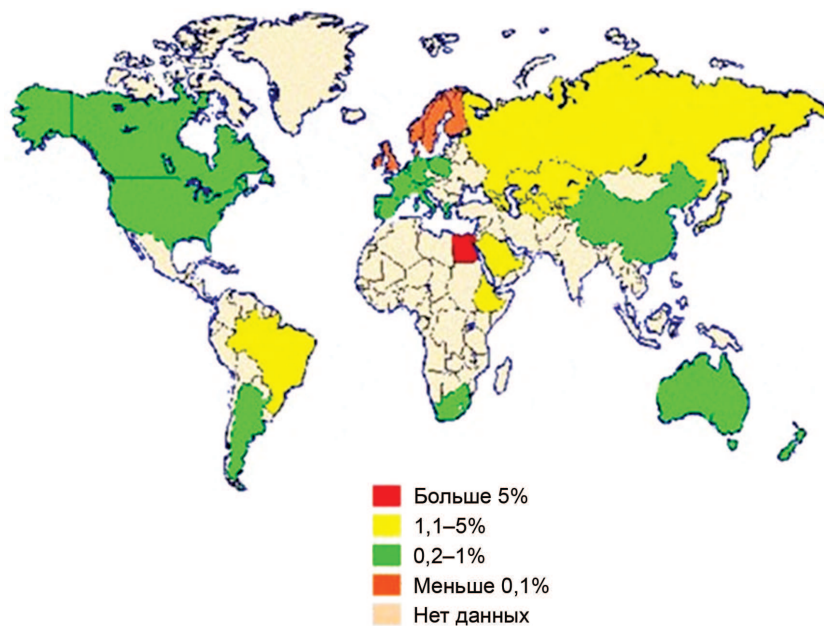 Больше 5%
1,1–5%
0,2–1%
Меньше 0,1%
Нет данных